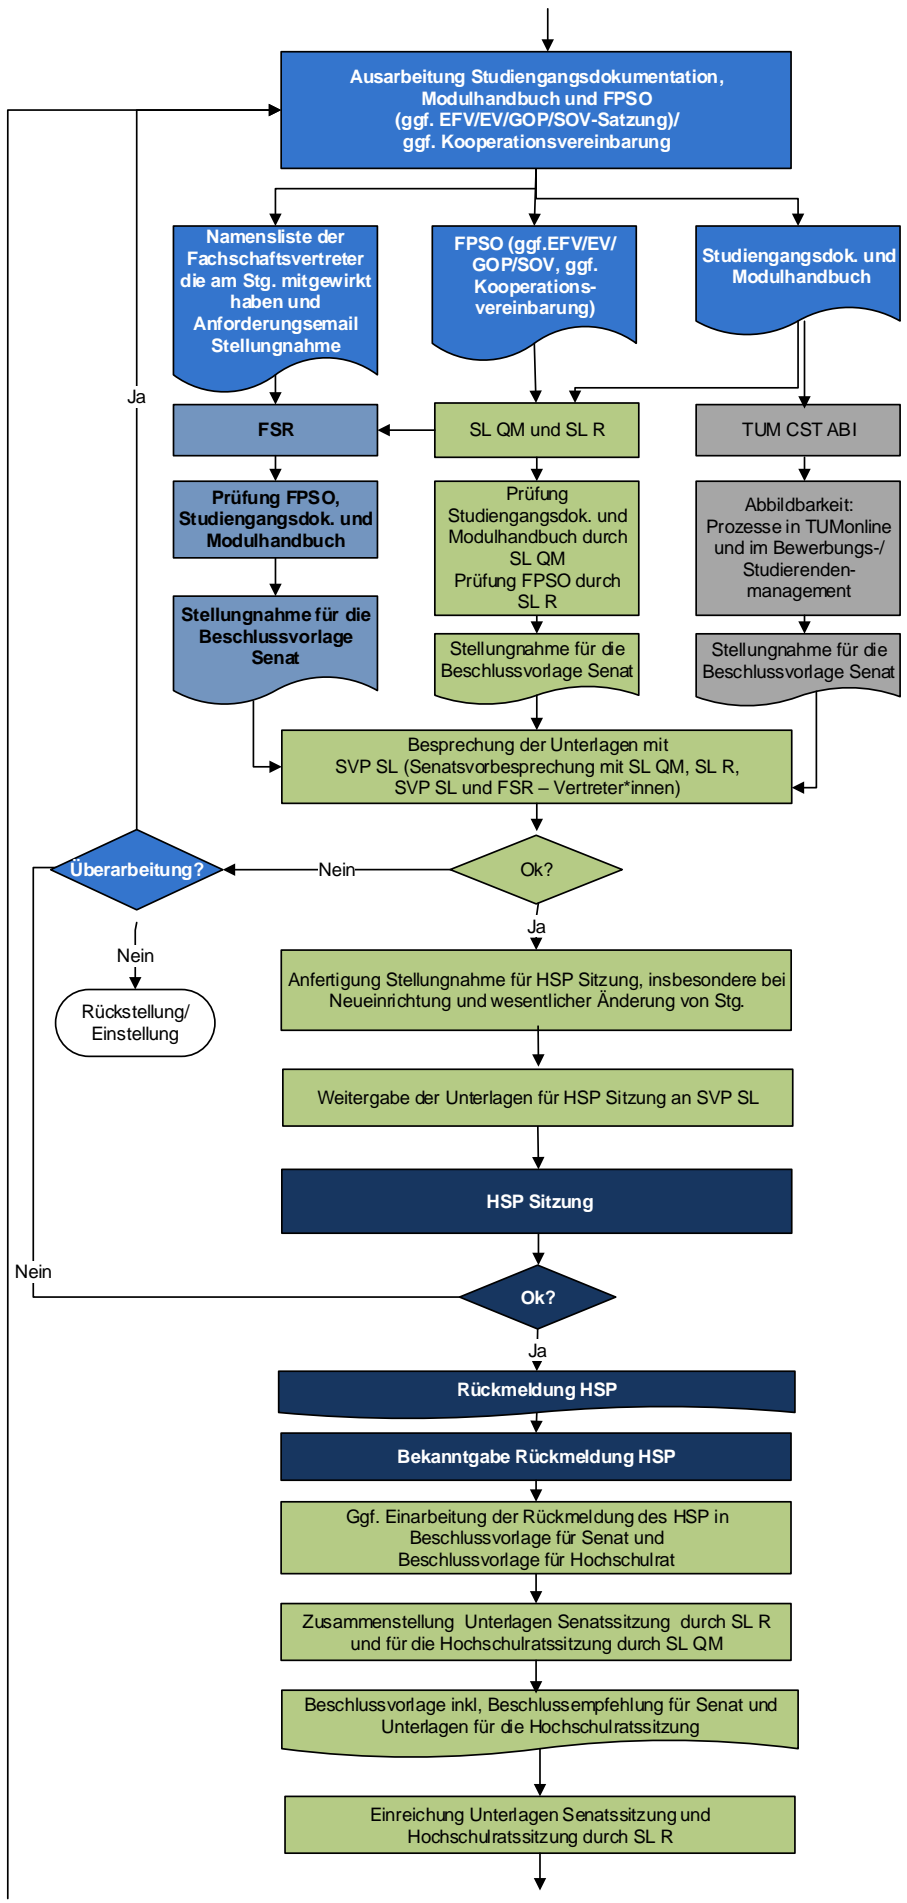 Ausarbeitung Studiengangsdokumentation,
Modulhandbuch und FPSO
(ggf. EFV/EV/GOP/SOV-Satzung)/
ggf. Kooperationsvereinbarung
Namensliste der
Fachschaftsvertreter
die am Stg. mitgewirkt
haben und
Anforderungsemail
Stellungnahme
FPSO (ggf.EFV/EV/
GOP/SOV, ggf.
Kooperations-
vereinbarung)
Studiengangsdok. und
Modulhandbuch
Ja
FSR
SL QM und SL R
TUM CST ABI
Prüfung FPSO,
Studiengangsdok. und
Modulhandbuch
Prüfung
Studiengangsdok. und
Modulhandbuch durch
SL QM
Prüfung FPSO durch
SL R
Abbildbarkeit:
Prozesse in TUMonline
und im Bewerbungs-/
Studierenden-
management
Stellungnahme für die
Beschlussvorlage
Senat
Stellungnahme für die
Beschlussvorlage Senat
Stellungnahme für die
Beschlussvorlage Senat
Besprechung der Unterlagen mit
SVP SL (Senatsvorbesprechung mit SL QM, SL R,
SVP SL und FSR – Vertreter*innen)
Überarbeitung?
Nein
Ok?
Ja
Nein
Rückstellung/
Einstellung
Anfertigung Stellungnahme für HSP Sitzung, insbesondere bei
Neueinrichtung und wesentlicher Änderung von Stg.
Weitergabe der Unterlagen für HSP Sitzung an SVP SL
HSP Sitzung
Nein
Ok?
Ja
Rückmeldung HSP
Bekanntgabe Rückmeldung HSP
Ggf. Einarbeitung der Rückmeldung des HSP in
Beschlussvorlage für Senat und
Beschlussvorlage für Hochschulrat
Zusammenstellung Unterlagen Senatssitzung durch SL R
und für die Hochschulratssitzung durch SL QM
Beschlussvorlage inkl, Beschlussempfehlung für Senat und
Unterlagen für die Hochschulratssitzung
Einreichung Unterlagen Senatssitzung und
Hochschulratssitzung durch SL R